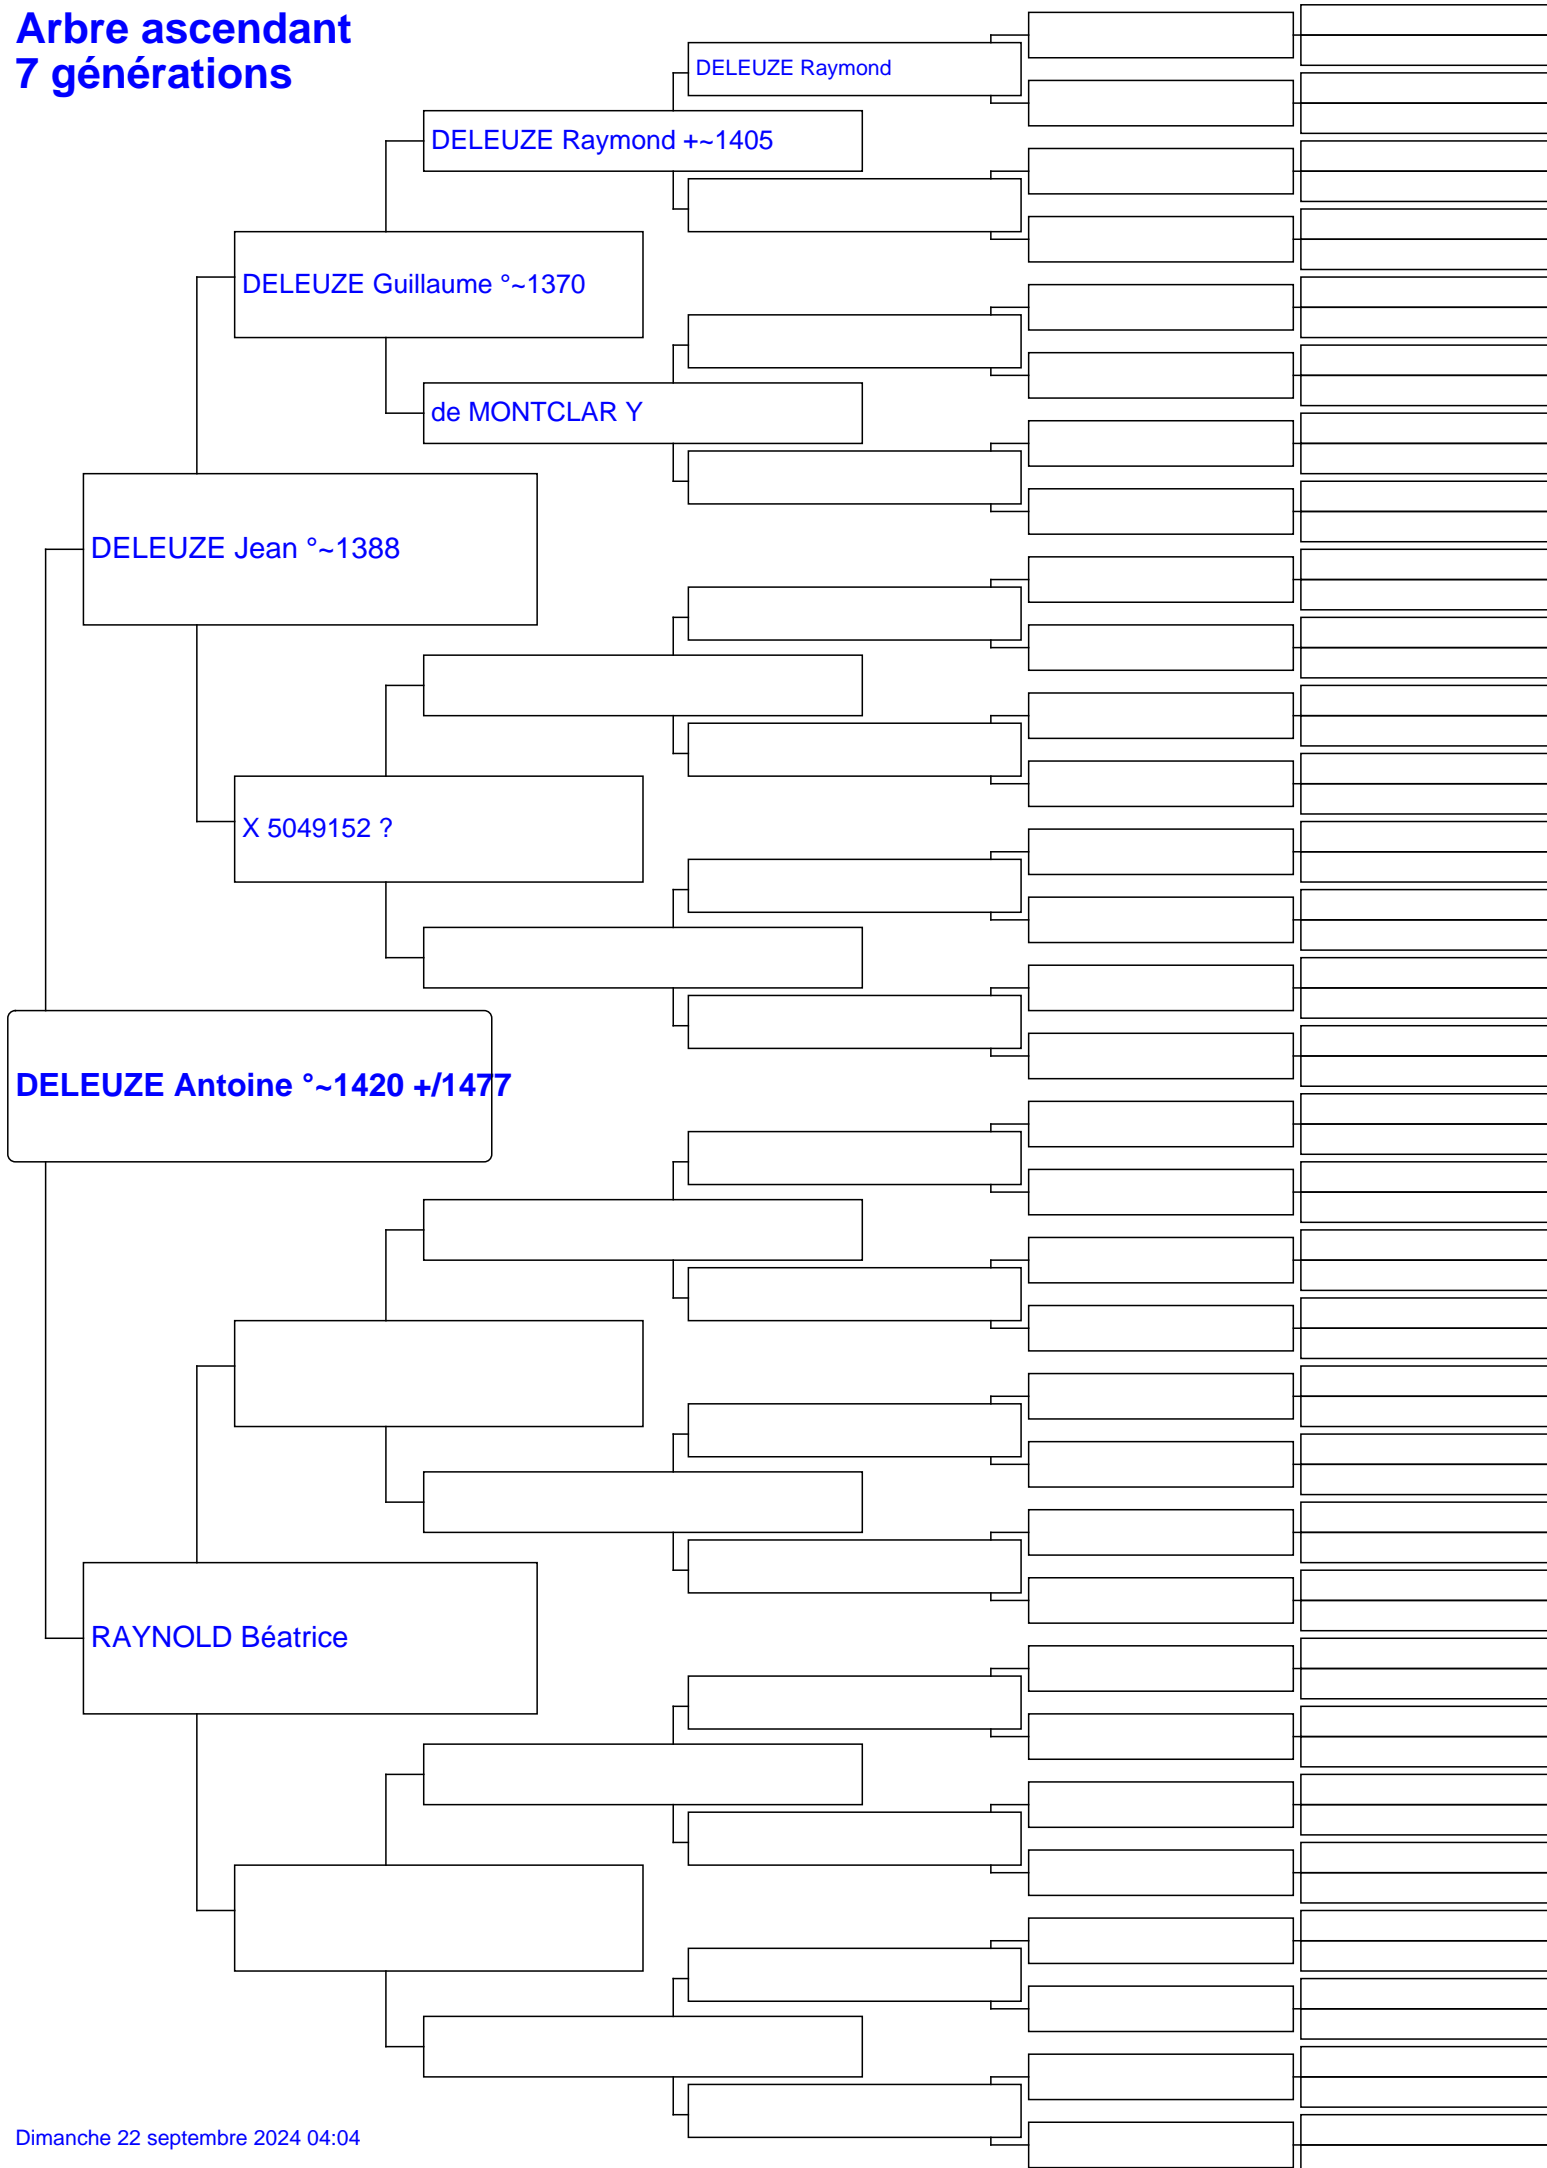 Arbre ascendant
7 générations
DELEUZE Raymond
DELEUZE Raymond +~1405
DELEUZE Guillaume °~1370
de MONTCLAR Y
DELEUZE Jean °~1388
X 5049152 ?
DELEUZE Antoine °~1420 +/1477
RAYNOLD Béatrice
Dimanche 22 septembre 2024 04:04